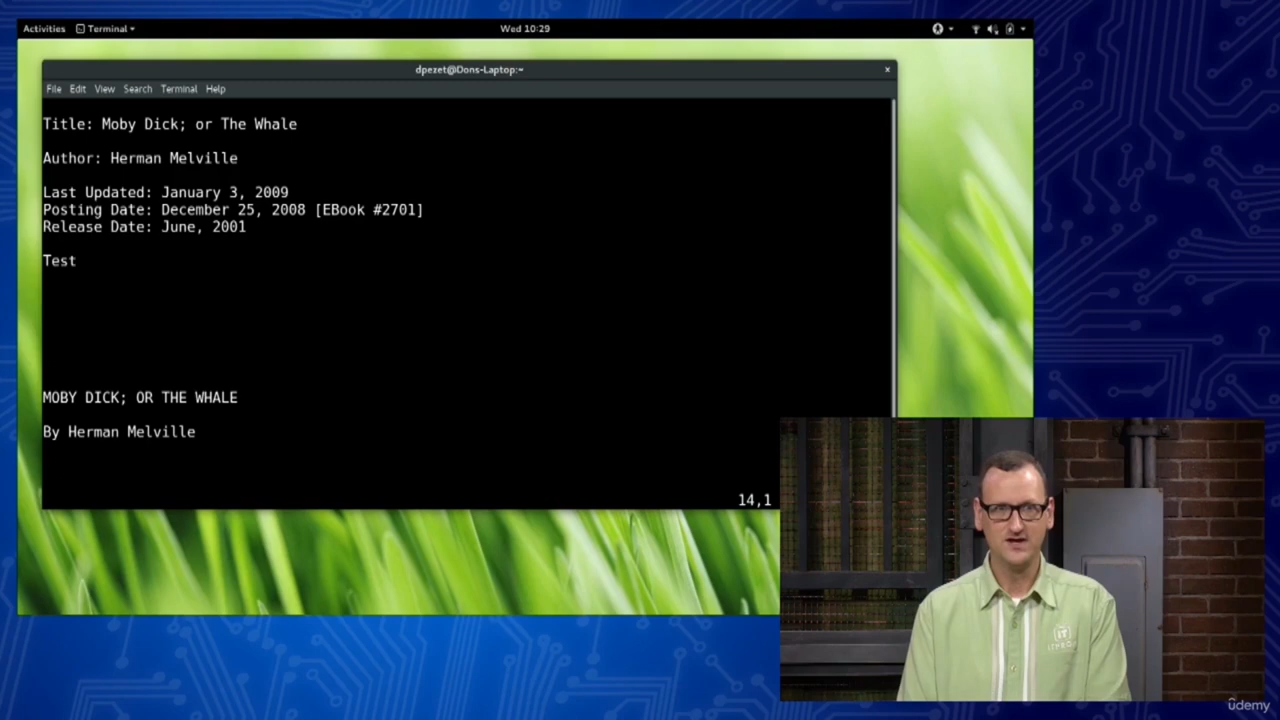 Activities Terminal Wed 10:29
dpezet@Dons-Laptop:~ ×
File Edit View Search Terminal Help
Title: Moby Dick; or The Whale
Author: Herman Melville
Last Updated: January 3, 2009
Posting Date: December 25, 2008 [EBook #2701]
Release Date: June, 2001
Test
MOBY DICK; OR THE WHALE
By Herman Melville
14,1
IT
ûdemy